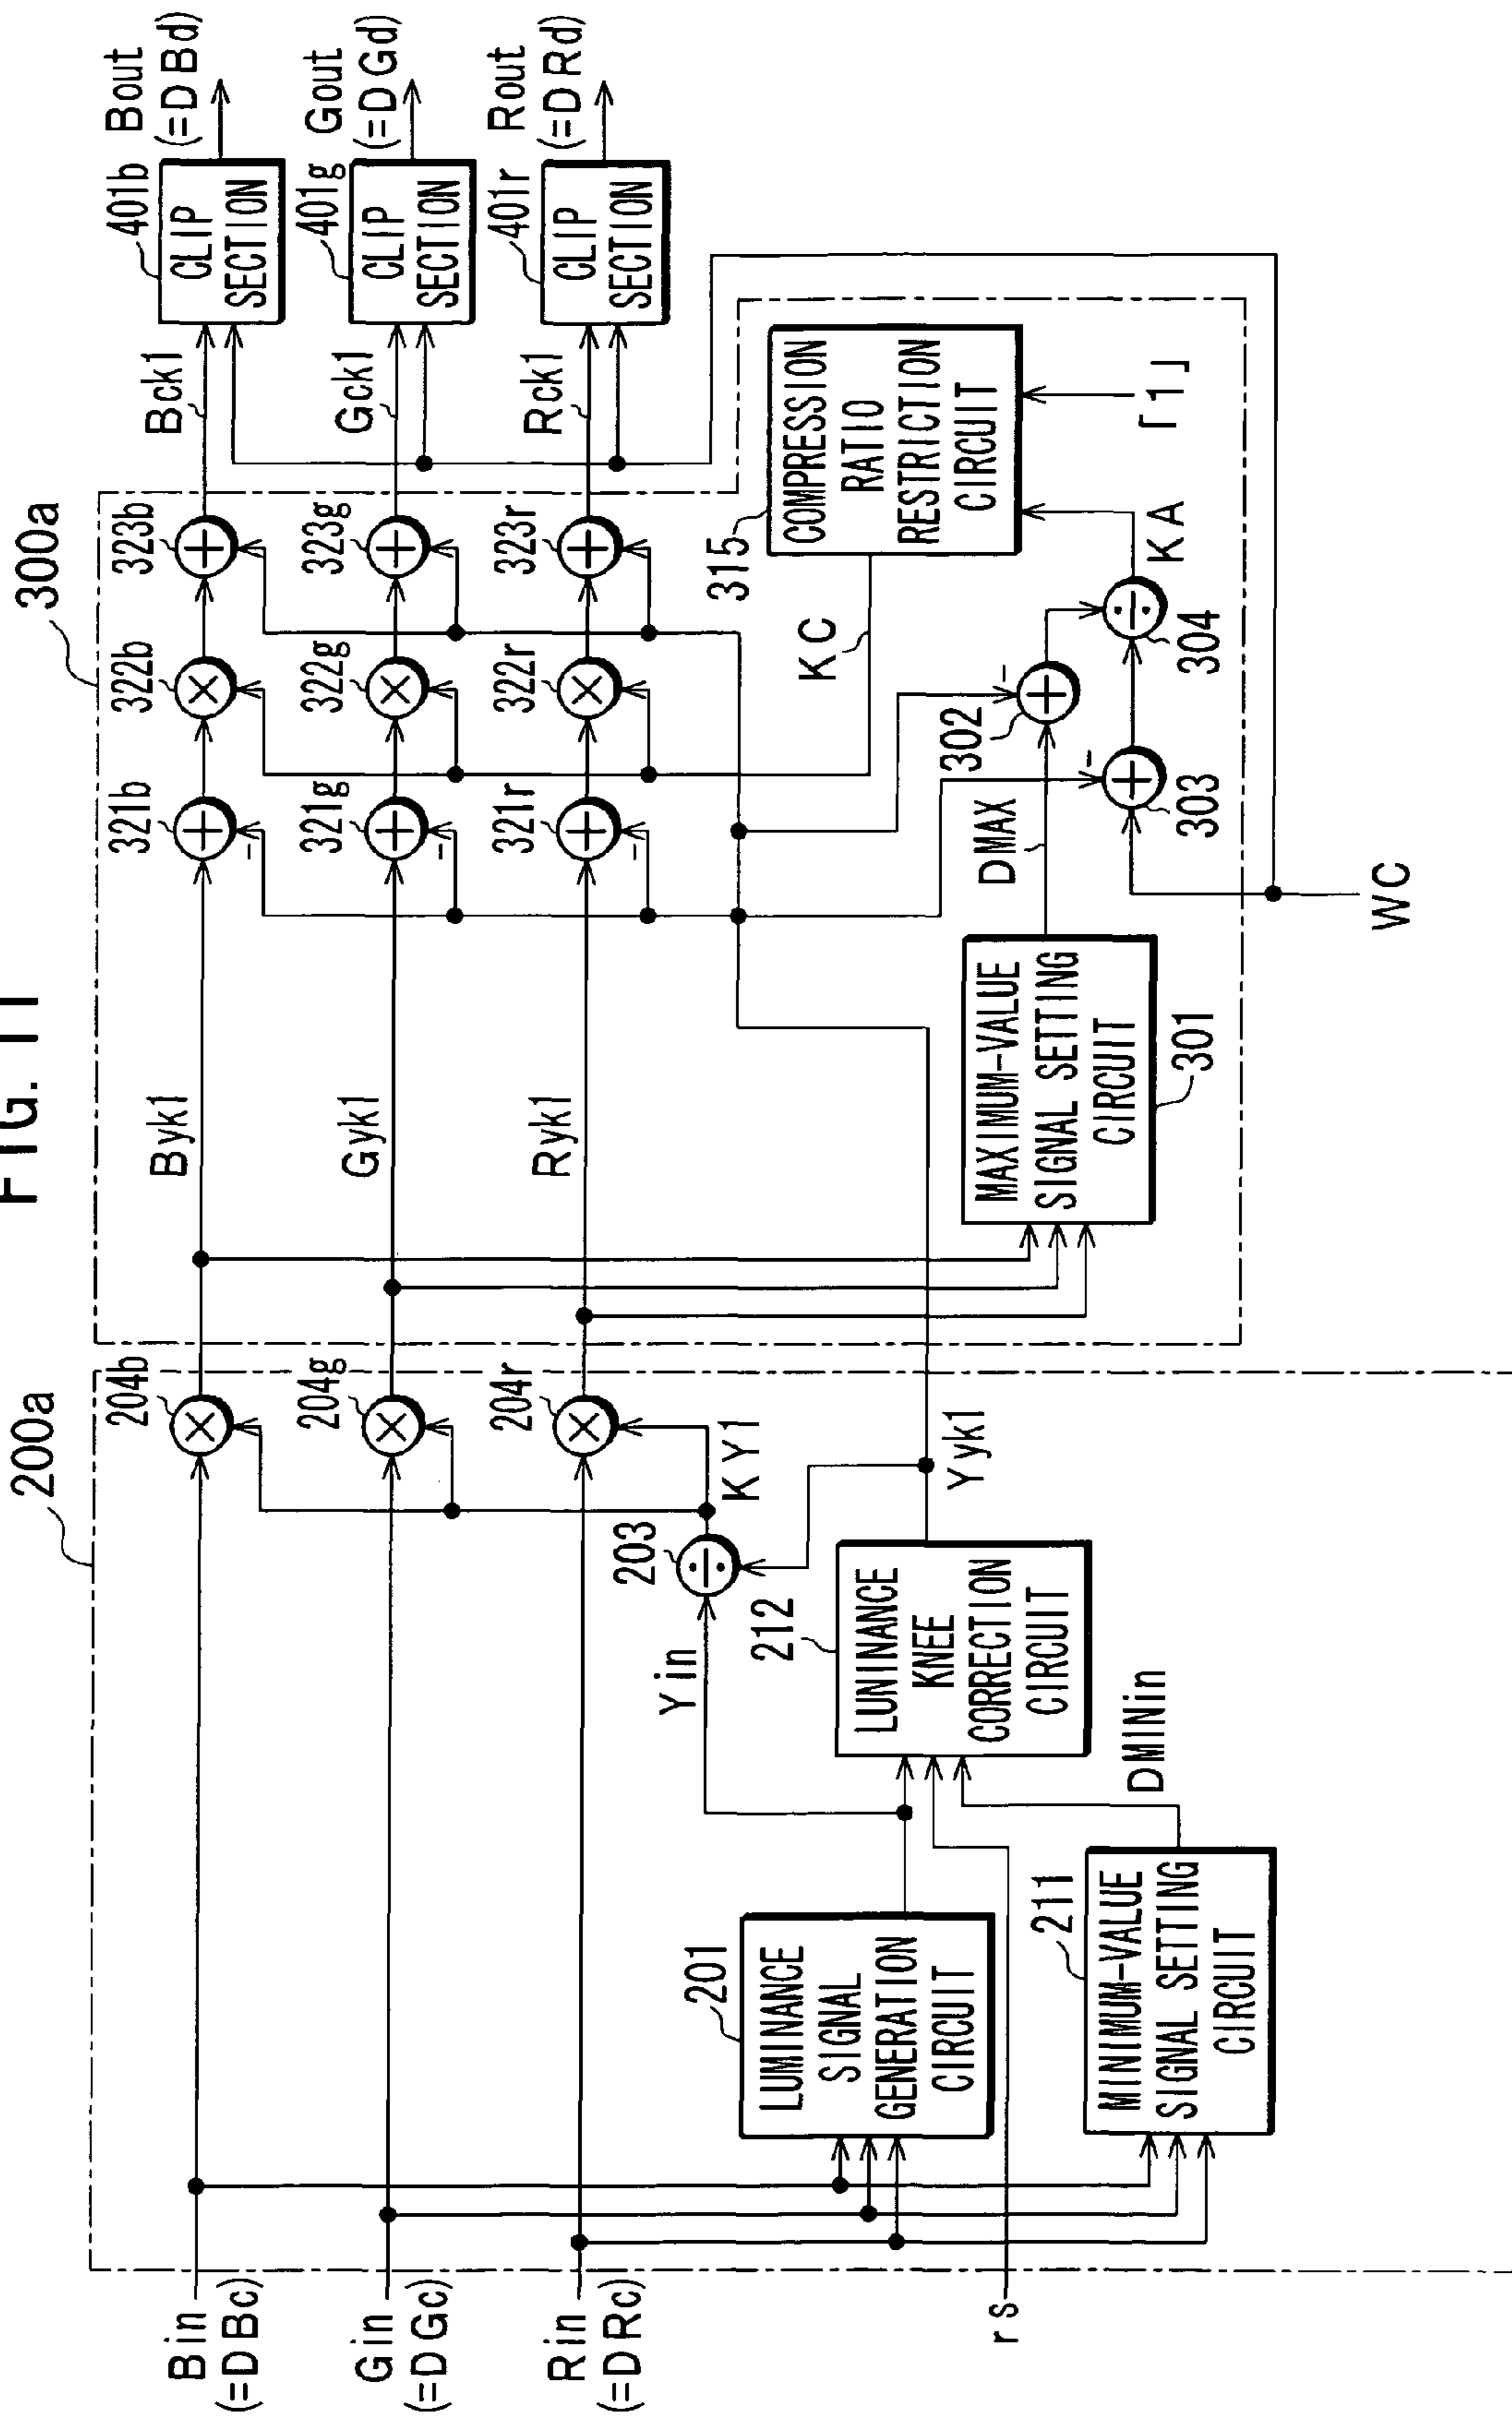 FIG. 11
200a
300a
Bin
(=DBc)
Gin
(=DGc)
Rin
(=DRc)
rs
204b
204g
204r
201
LUMINANCE
SIGNAL
GENERATION
CIRCUIT
211
MINIMUM-VALUE
SIGNAL SETTING
CIRCUIT
DMINin
Yin
203
212
LUNINANCE
KNEE
CORRECTION
CIRCUIT
KY1
Yyk1
Byk1
Gyk1
Ryk1
MAXIMUM-VALUE
SIGNAL SETTING
CIRCUIT
301
DMAX
321b
322b
323b
321g
322g
323g
321r
322r
323r
-
-
-
302
-
303
-
304
KA
KC
315
COMPRESSION
RATIO
RESTRICTION
CIRCUIT
「1」
WC
Bck1
Gck1
Rck1
401b
CLIP
SECTION
401g
CLIP
SECTION
401r
CLIP
SECTION
Bout
(=DBd)
Gout
(=DGd)
Rout
(=DRd)